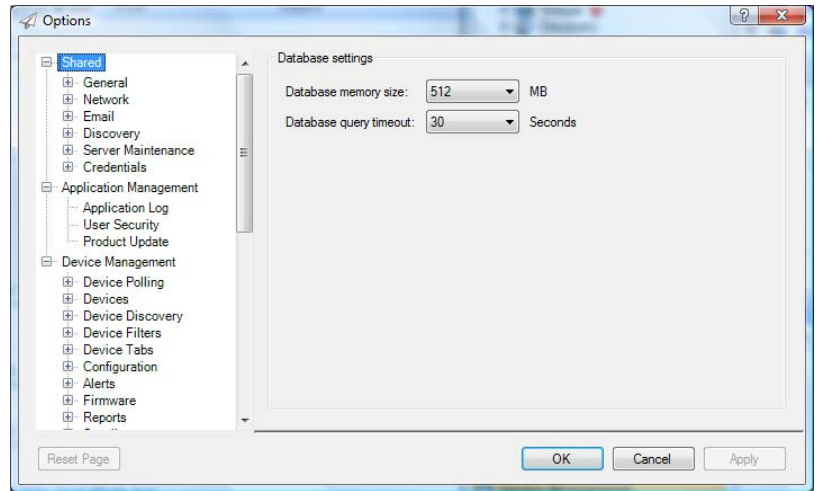 Options
Shared
General
Network
Email
Discovery
Server Maintenance
Credentials
Application Management
Application Log
User Security
Product Update
Device Management
Device Polling
Devices
Device Discovery
Device Filters
Device Tabs
Configuration
Alerts
Firmware
Reports
Database settings
Database memory size: 512 MB
Database query timeout: 30 Seconds
Reset Page
OK Cancel Apply